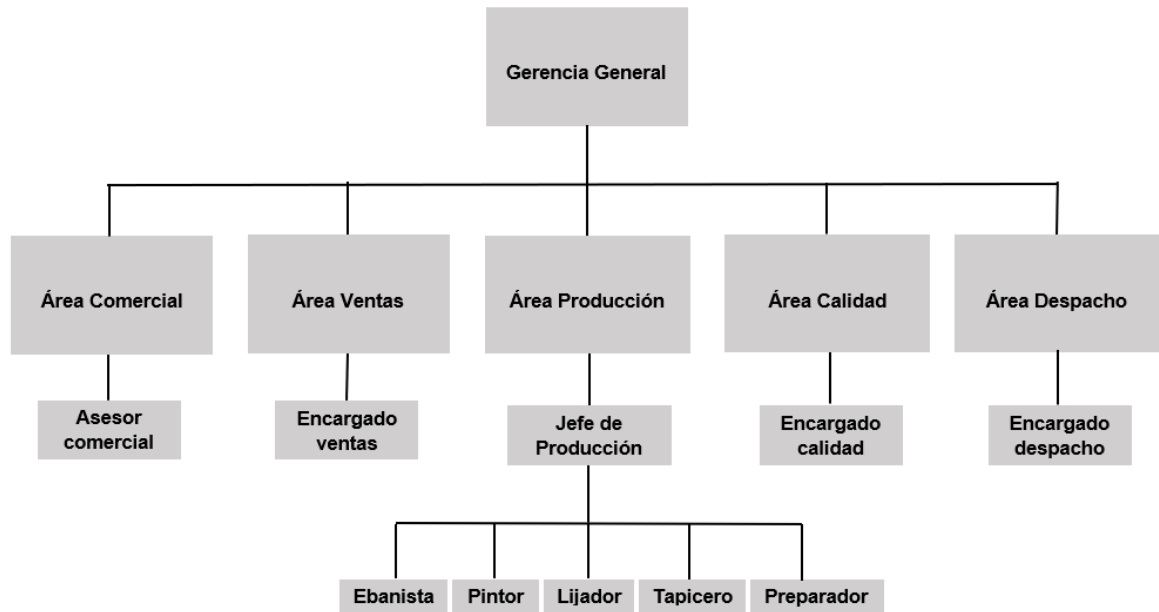 Gerencia General
Área Comercial
Área Ventas
Área Producción
Área Calidad
Área Despacho
Asesor
comercial
Encargado
ventas
Jefe de
Producción
Encargado
calidad
Encargado
despacho
Ebanista
Pintor
Lijador
Tapicero
Preparador